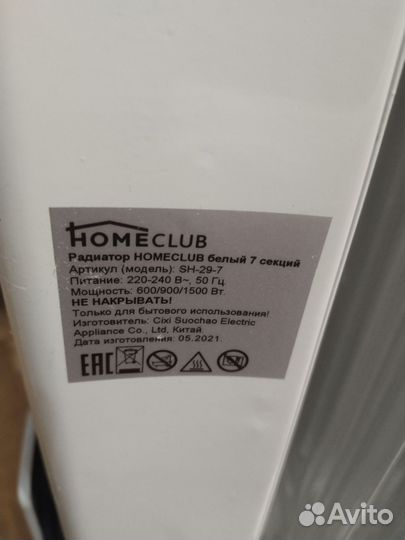 HOMECLUB
Радиатор HOMECLUB белый 7 секций
Артикул (модель): SH-29-7
Питание: 220-240 В~, 50 Гц.
Мощность: 600/900/1500 Вт.
НЕ НАКРЫВАТЬ!
Только для бытового использования!
Изготовитель: Cixi Suochao Electric
Appliance Co., Ltd, Китай.
Дата изготовления: 05.2021.
EAC
Avito